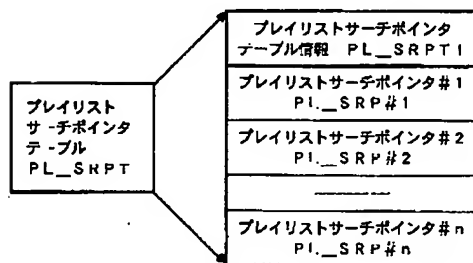 プレイリスト
サーチポインタ
テーブル
PL_SRPT
プレイリストサーチポインタ
テーブル情報 PL_SRPTI
プレイリストサーチポインタ#1
PL_SRP#1
プレイリストサーチポインタ#2
PL_SRP#2
プレイリストサーチポインタ#n
PL_SRP#n